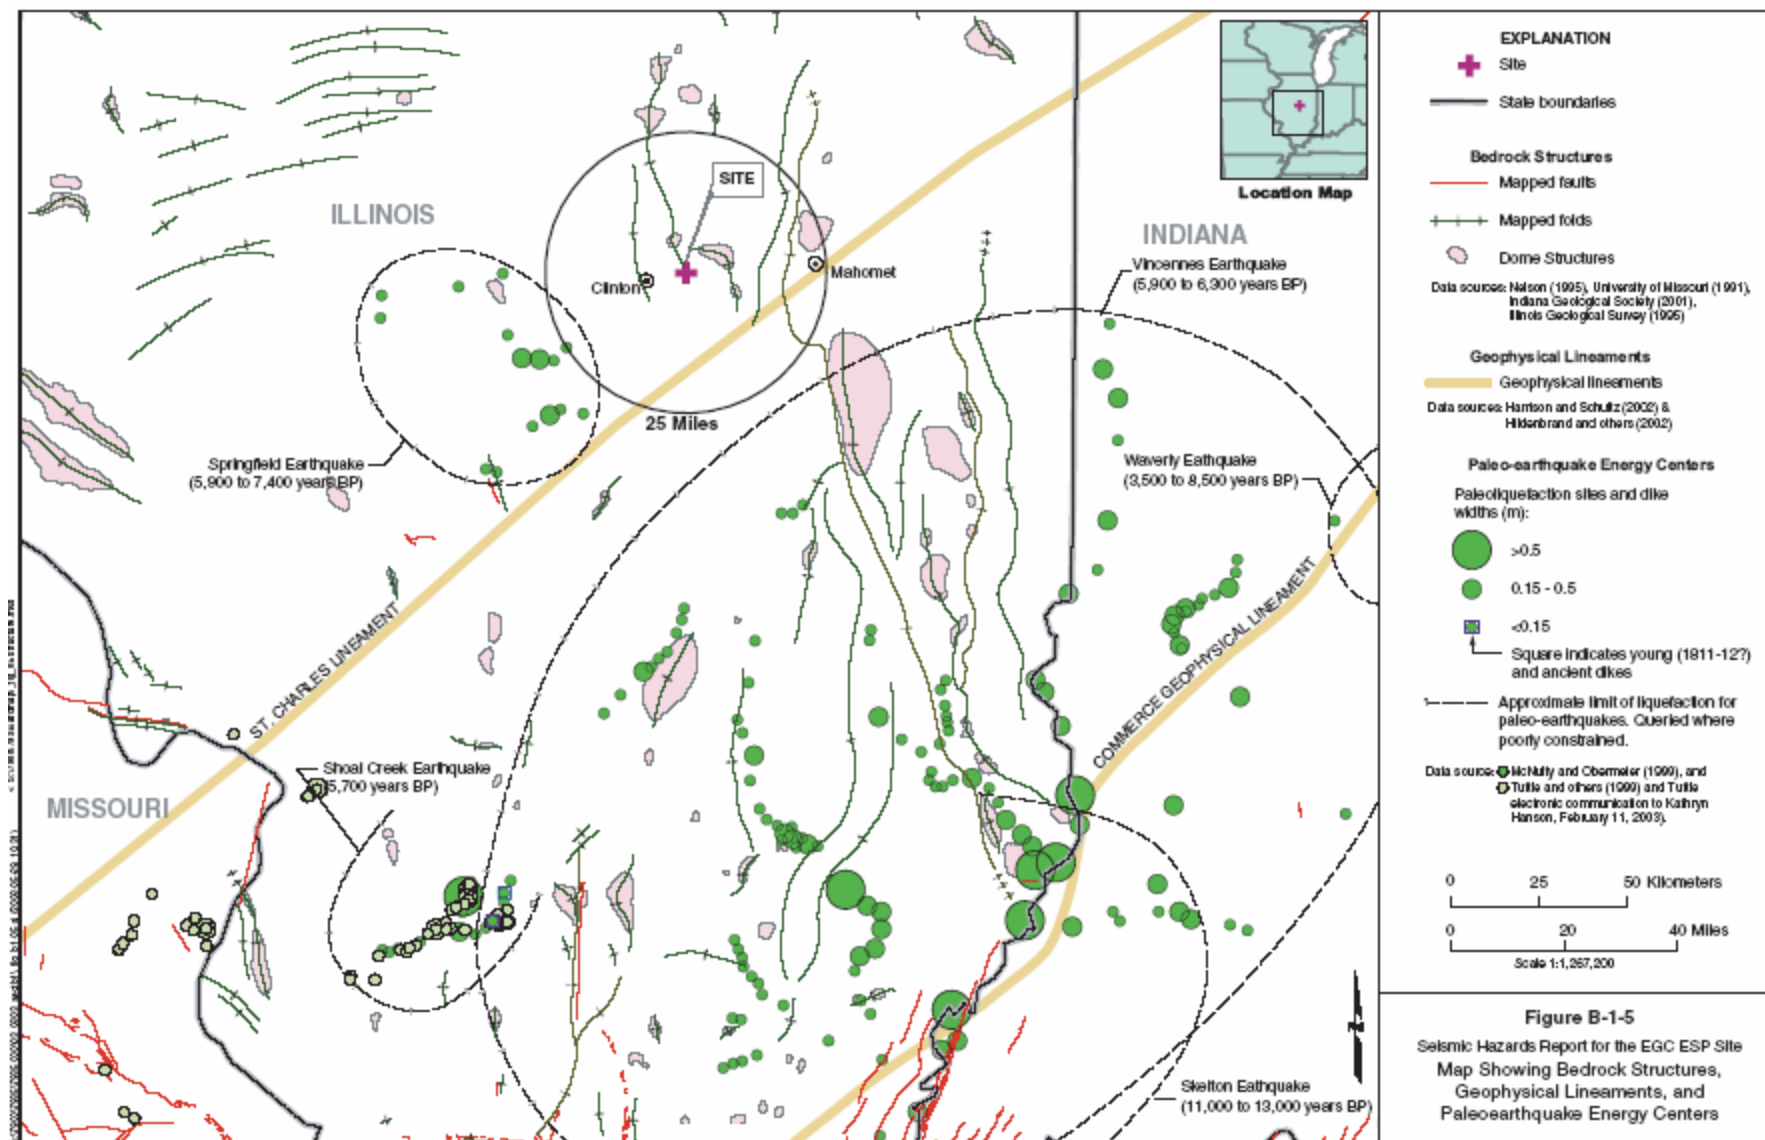 ILLINOIS
SITE
Clinton
Mahomet
25 Miles
INDIANA
Vincennes Earthquake
(5,900 to 6,300 years BP)
Springfield Earthquake
(5,900 to 7,400 years BP)
Waverly Eathquake
(3,500 to 8,500 years BP)
ST. CHARLES LINEAMENT
COMMERCE GEOPHYSICAL LINEAMENT
Shoal Creek Earthquake
(5,700 years BP)
MISSOURI
Skelton Eathquake
(11,000 to 13,000 years BP)
Location Map
EXPLANATION
Site
State boundaries
Bedrock Structures
Mapped faults
Mapped folds
Dome Structures
Data sources: Nelson (1995), University of Missouri (1991),
Indiana Geological Society (2001),
Illinois Geological Survey (1995)
Geophysical Lineaments
Geophysical lineaments
Data sources: Harrison and Schultz (2002) &
Hildenbrand and others (2002)
Paleo-earthquake Energy Centers
Paleoliquefaction sites and dike
widths (m):
>0.5
0.15 - 0.5
<0.15
Square indicates young (1811-12?)
and ancient dikes
Approximate limit of liquefaction for
paleo-earthquakes. Queried where
poorly constrained.
Data source: McNulty and Obermeier (1999), and
Tuttle and others (1999) and Tuttle
electronic communication to Kathryn
Hanson, February 11, 2003).
0 25 50 Kilometers
0 20 40 Miles
Scale 1:1,267,200
Figure B-1-5
Seismic Hazards Report for the EGC ESP Site
Map Showing Bedrock Structures,
Geophysical Lineaments, and
Paleoearthquake Energy Centers